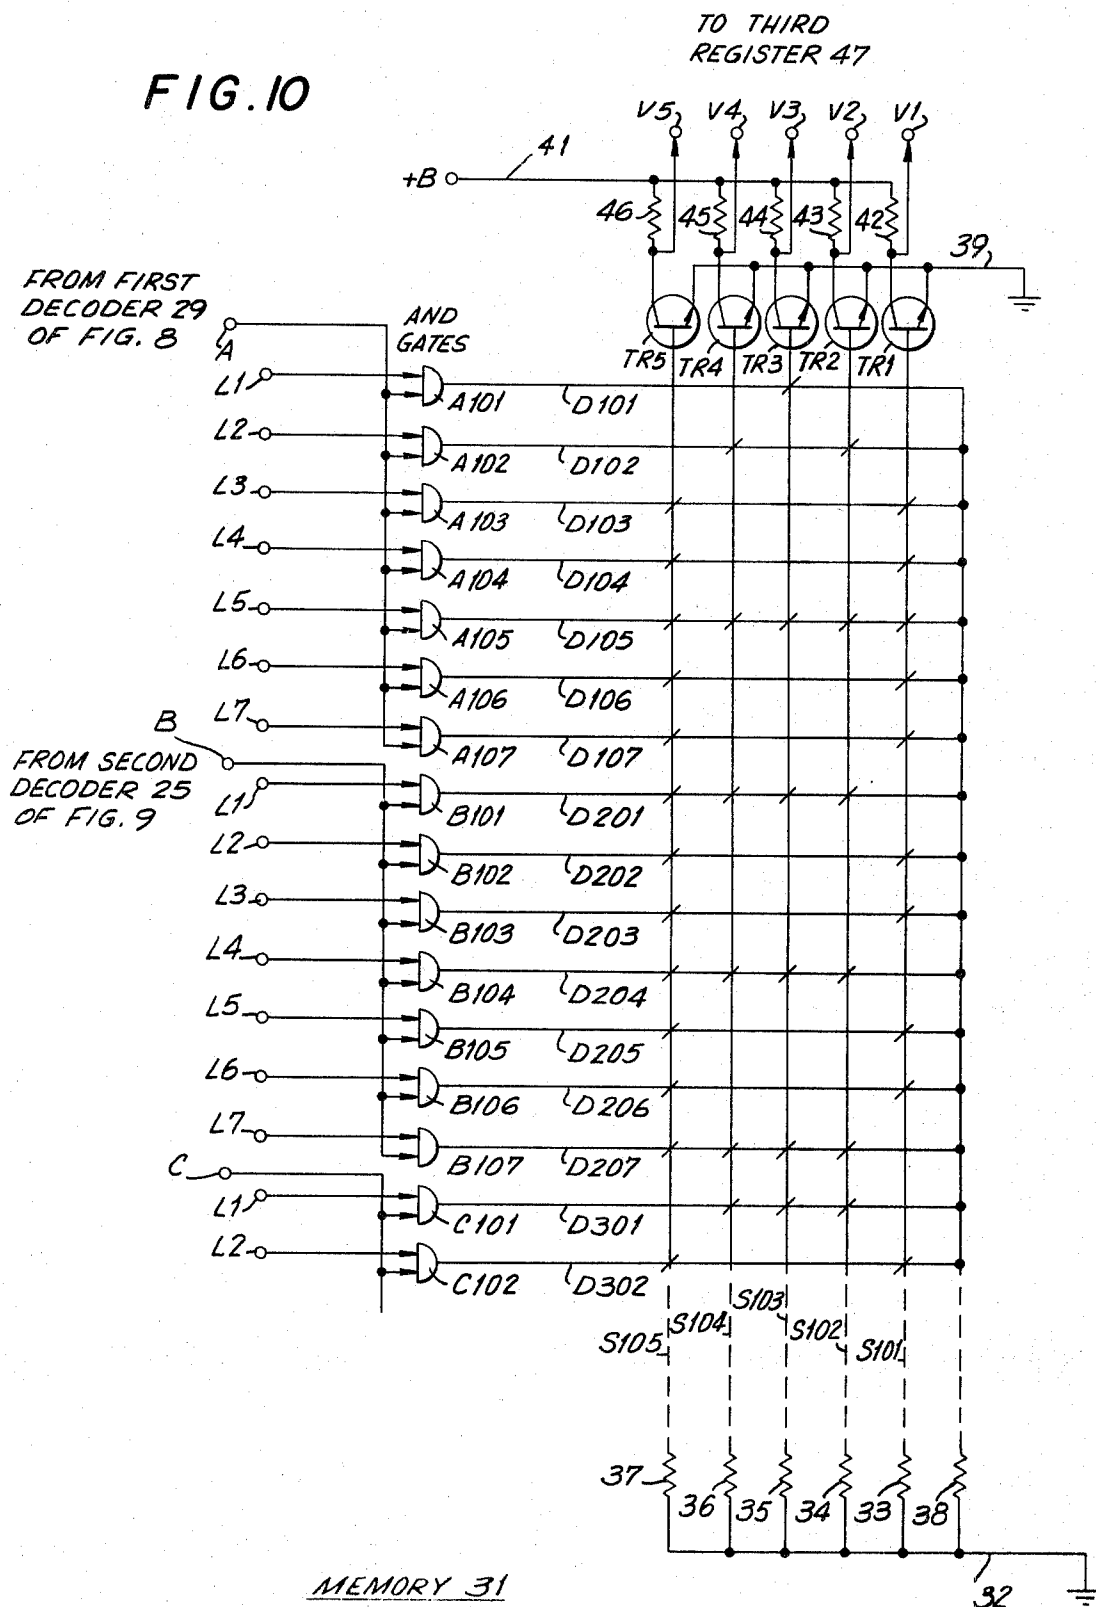 TO THIRD
REGISTER 47
FIG.10
V5 V4 V3 V2 V1
41
+B
46 45 44 43 42
39
FROM FIRST
DECODER 29
OF FIG. 8
A
AND
GATES
TR5 TR4 TR3 TR2 TR1
L1 A101 D101
L2 A102 D102
L3 A103 D103
L4 A104 D104
L5 A105 D105
L6 A106 D106
L7 A107 D107
B
FROM SECOND
DECODER 25
OF FIG. 9
L1 B101 D201
L2 B102 D202
L3 B103 D203
L4 B104 D204
L5 B105 D205
L6 B106 D206
L7 B107 D207
C
L1 C101 D301
L2 C102 D302
S105 S104 S103 S102 S101
37 36 35 34 33 38
32
MEMORY 31